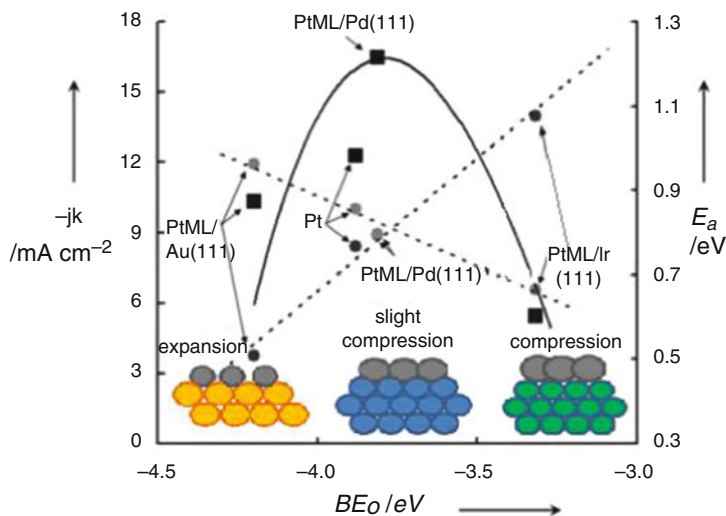 PtML/Pd(111)
18
15
12
9
6
3
0
–jk
/mA cm–2
1.3
1.1
0.9
0.7
0.5
0.3
Ea
/eV
PtML/
Au(111)
Pt
PtML/Pd(111)
PtML/Ir
(111)
expansion
slight
compression
compression
–4.5
–4.0
–3.5
–3.0
BEO /eV